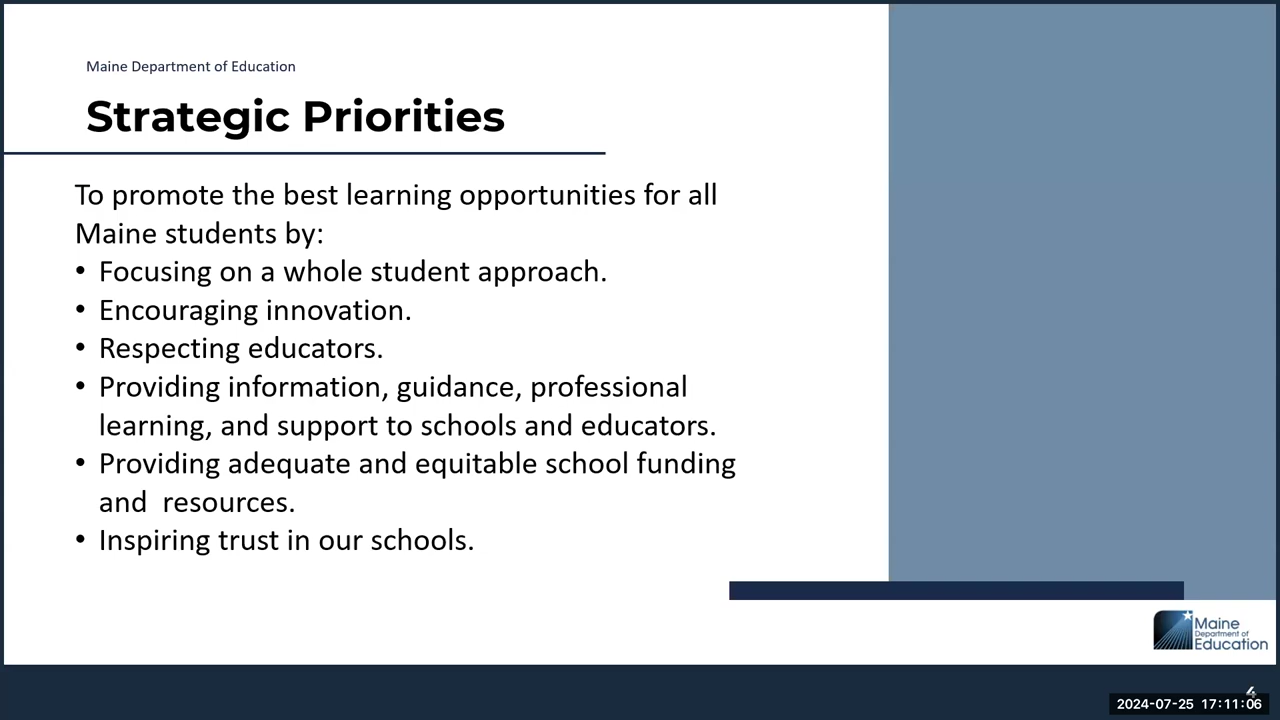 Maine Department of Education
Strategic Priorities
To promote the best learning opportunities for all
Maine students by:
• Focusing on a whole student approach.
• Encouraging innovation.
• Respecting educators.
• Providing information, guidance, professional
learning, and support to schools and educators.
• Providing adequate and equitable school funding
and  resources.
• Inspiring trust in our schools.
Maine
Department of
Education
4
2024-07-25 17:11:06